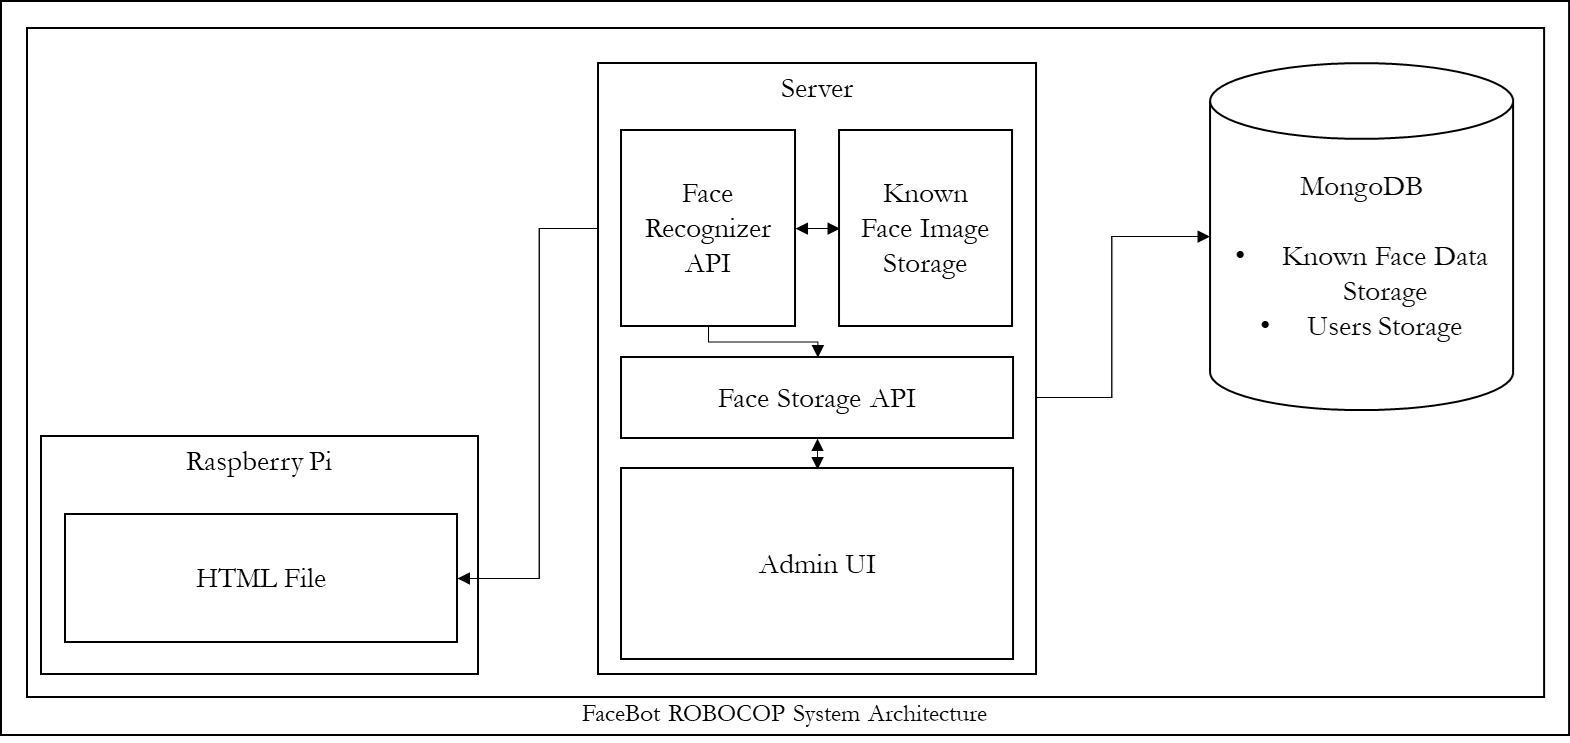 Server
Face
Recognizer
API
Known
Face Image
Storage
Face Storage API
Admin UI
MongoDB
• Known Face Data
Storage
• Users Storage
Raspberry Pi
HTML File
FaceBot ROBOCOP System Architecture